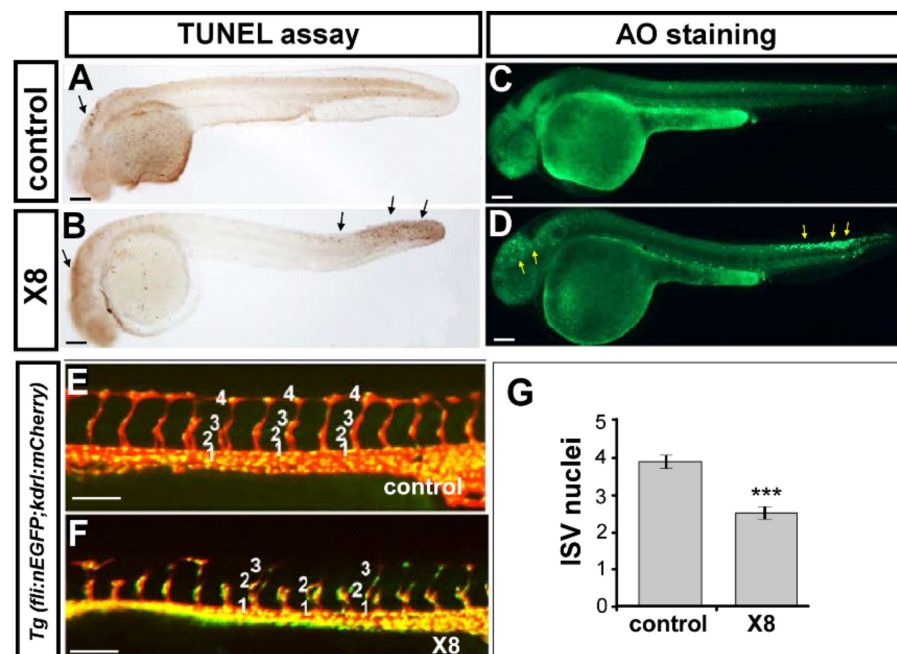 TUNEL assay
AO staining
control
A
C
X8
B
D
Tg (fli:nEGFP;kdrl:mCherry)
E
4 4 4
3 3 3
2 2 2
1 1 1
control
F
3 3
2 2 2
1 1 1
X8
G
ISV nuclei
5
4
3
2
1
0
***
control
X8